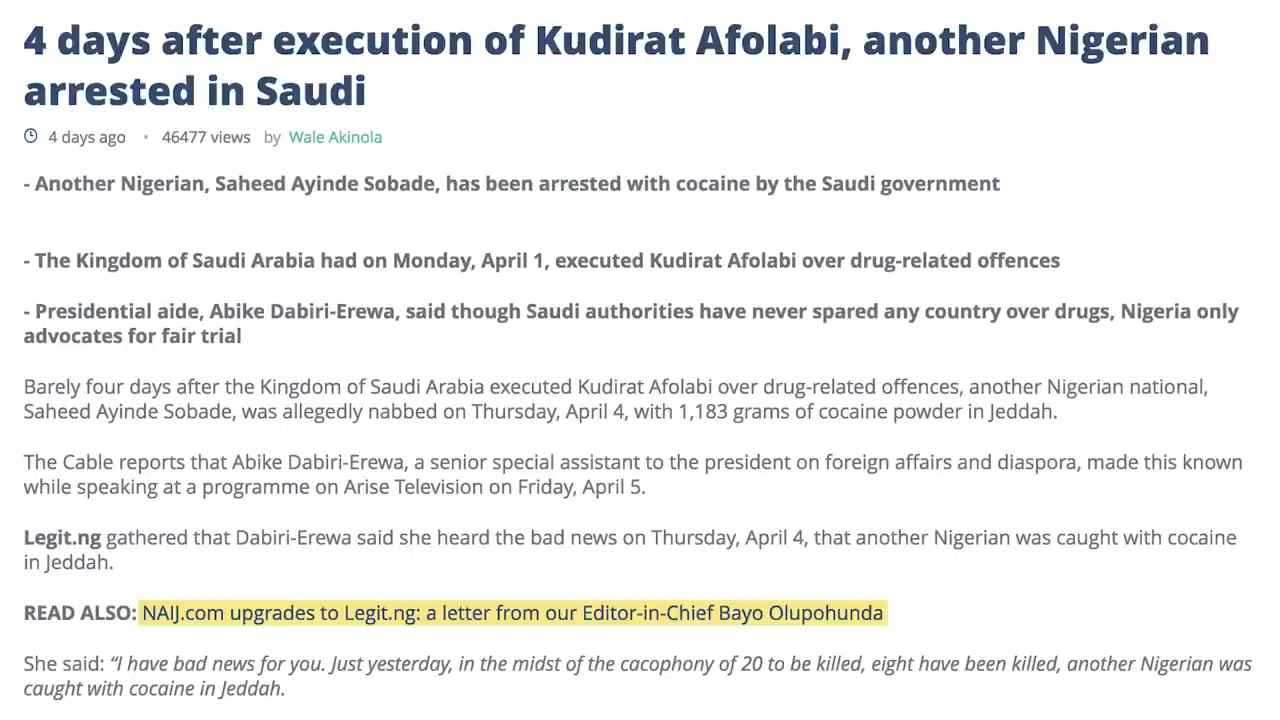 4 days after execution of Kudirat Afolabi, another Nigerian
arrested in Saudi
4 days ago • 46477 views by Wale Akinola
- Another Nigerian, Saheed Ayinde Sobade, has been arrested with cocaine by the Saudi government
- The Kingdom of Saudi Arabia had on Monday, April 1, executed Kudirat Afolabi over drug-related offences
- Presidential aide, Abike Dabiri-Erewa, said though Saudi authorities have never spared any country over drugs, Nigeria only
advocates for fair trial
Barely four days after the Kingdom of Saudi Arabia executed Kudirat Afolabi over drug-related offences, another Nigerian national,
Saheed Ayinde Sobade, was allegedly nabbed on Thursday, April 4, with 1,183 grams of cocaine powder in Jeddah.
The Cable reports that Abike Dabiri-Erewa, a senior special assistant to the president on foreign affairs and diaspora, made this known
while speaking at a programme on Arise Television on Friday, April 5.
Legit.ng gathered that Dabiri-Erewa said she heard the bad news on Thursday, April 4, that another Nigerian was caught with cocaine
in Jeddah.
READ ALSO: NAIJ.com upgrades to Legit.ng: a letter from our Editor-in-Chief Bayo Olupohunda
She said: “I have bad news for you. Just yesterday, in the midst of the cacophony of 20 to be killed, eight have been killed, another Nigerian was
caught with cocaine in Jeddah.